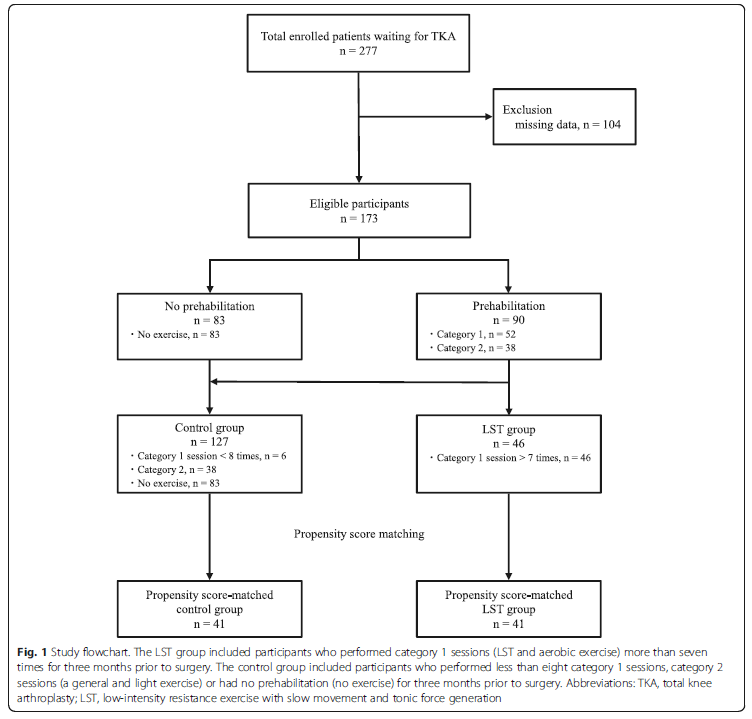 Total enrolled patients waiting for TKA
n = 277
Exclusion
missing data, n = 104
Eligible participants
n = 173
No prehabilitation
n = 83
・No exercise, n = 83
Prehabilitation
n = 90
・Category 1, n = 52
・Category 2, n = 38
Control group
n = 127
・Category 1 session < 8 times, n = 6
・Category 2, n = 38
・No exercise, n = 83
LST group
n = 46
・Category 1 session > 7 times, n = 46
Propensity score matching
Propensity score-matched
control group
n = 41
Propensity score-matched
LST group
n = 41
Fig. 1 Study flowchart. The LST group included participants who performed category 1 sessions (LST and aerobic exercise) more than seven
times for three months prior to surgery. The control group included participants who performed less than eight category 1 sessions, category 2
sessions (a general and light exercise) or had no prehabilitation (no exercise) for three months prior to surgery. Abbreviations: TKA, total knee
arthroplasty; LST, low-intensity resistance exercise with slow movement and tonic force generation